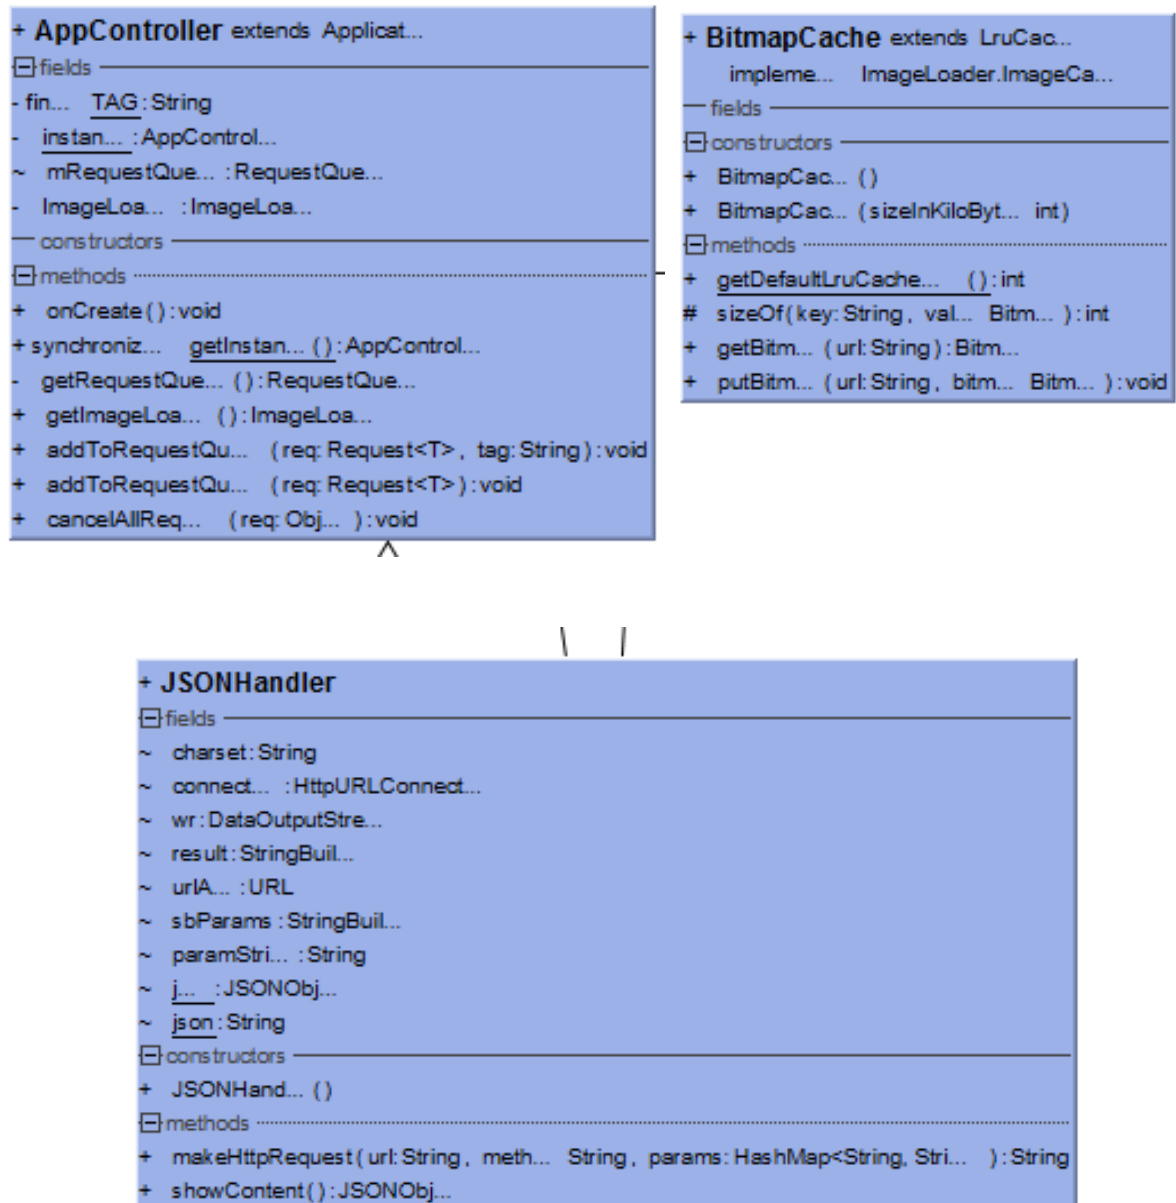 + AppController extends Applicat...
fields
- fin... TAG : String
- instan... : AppControl...
~ mRequestQue... : RequestQue...
- ImageLoa... : ImageLoa...
constructors
methods
+ onCreate ( ) : void
+ synchroniz... getInstan... ( ) : AppControl...
- getRequestQue... ( ) : RequestQue...
+ getImageLoa... ( ) : ImageLoa...
+ addToRequestQu... ( req: Request<T> , tag: String ) : void
+ addToRequestQu... ( req: Request<T> ) : void
+ cancelAllReq... ( req: Obj... ) : void
+ BitmapCache extends LruCac...
impleme... ImageLoader.ImageCa...
fields
constructors
+ BitmapCac... ( )
+ BitmapCac... ( sizeInKiloByt... int )
methods
+ getDefaultLruCache... ( ) : int
# sizeOf ( key: String , val... Bitm... ) : int
+ getBitm... ( url: String ) : Bitm...
+ putBitm... ( url: String , bitm... Bitm... ) : void
+ JSONHandler
fields
~ charset : String
~ connect... : HttpURLConnect...
~ wr : DataOutputStre...
~ result : StringBuil...
~ urlA... : URL
~ sbParams : StringBuil...
~ paramStri... : String
~ j... : JSONObj...
~ json : String
constructors
+ JSONHand... ( )
methods
+ makeHttpRequest ( url: String , meth... String , params: HashMap<String, Stri... ) : String
+ showContent ( ) : JSONObj...